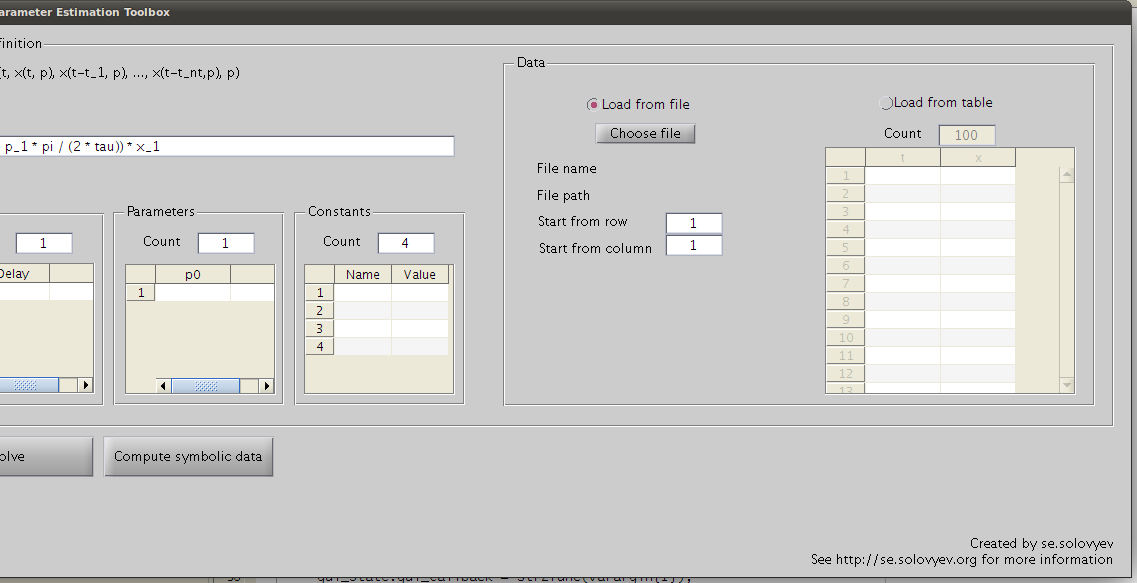 arameter Estimation Toolbox
finition
(t, x(t, p), x(t-t_1, p), ..., x(t-t_nt,p), p)
p_1 * pi / (2 * tau)) * x_1
Data
Load from file
Load from table
Choose file
Count 100
File name
File path
Start from row 1
Start from column 1
t x
1
2
3
4
5
6
7
8
9
10
11
12
13
1
Delay
Parameters
Count 1
p0
1
Constants
Count 4
Name Value
1
2
3
4
olve
Compute symbolic data
Created by se.solovyev
See http://se.solovyev.org for more information